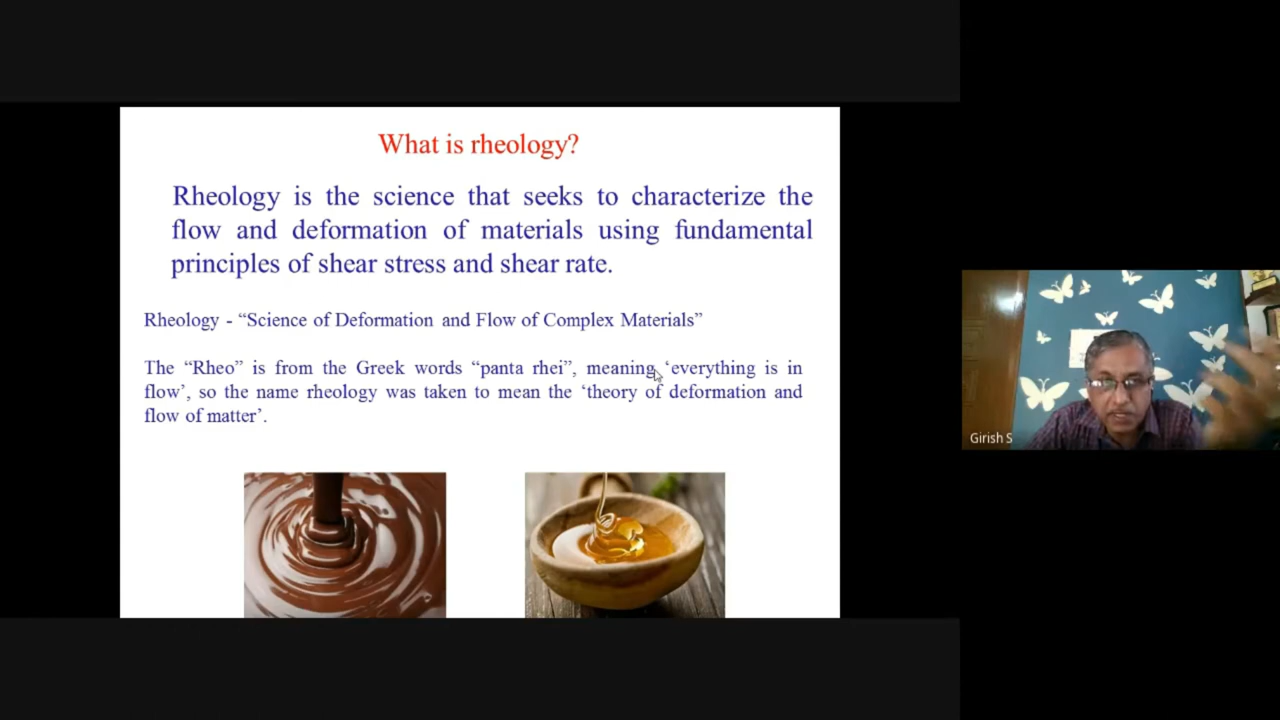 What is rheology?
Rheology is the science that seeks to characterize the
flow and deformation of materials using fundamental
principles of shear stress and shear rate.
Rheology - “Science of Deformation and Flow of Complex Materials”
The “Rheo” is from the Greek words “panta rhei”, meaning ‘everything is in
flow’, so the name rheology was taken to mean the ‘theory of deformation and
flow of matter’.
Girish S